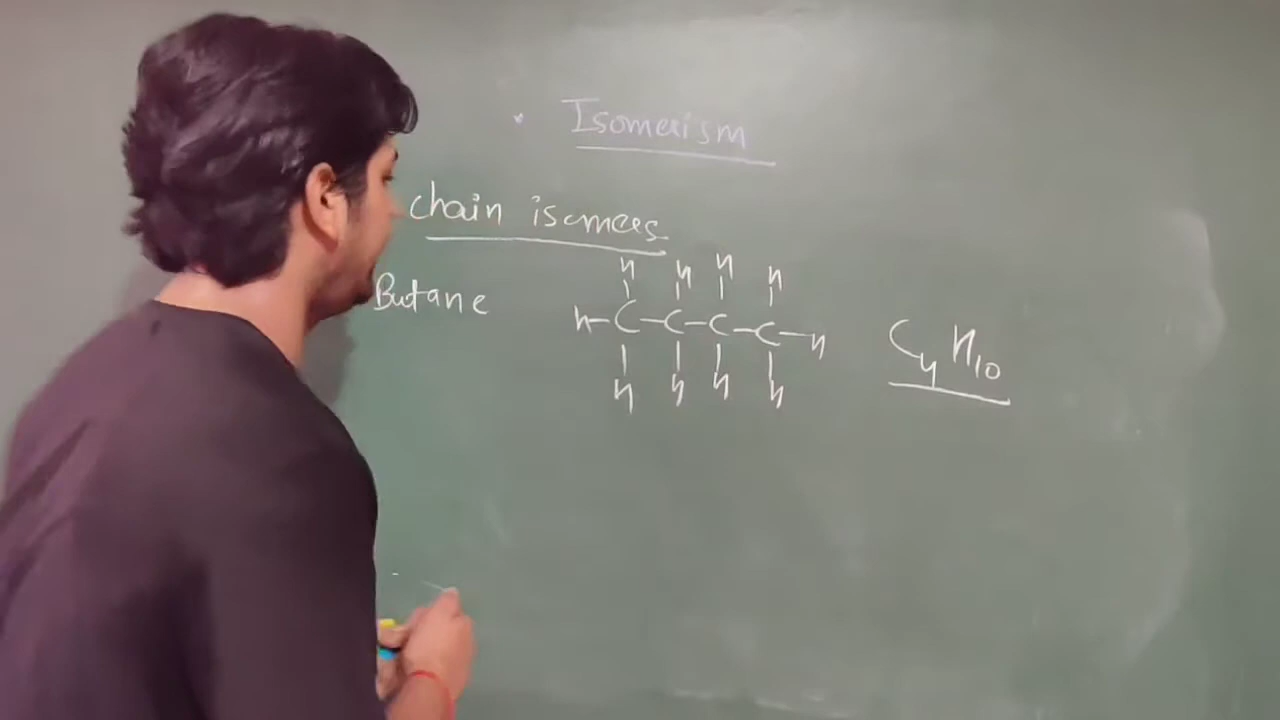 Isomerism
chain isomers
Butane
H H H H
H-C-C-C-C-H
H H H H
C4H10